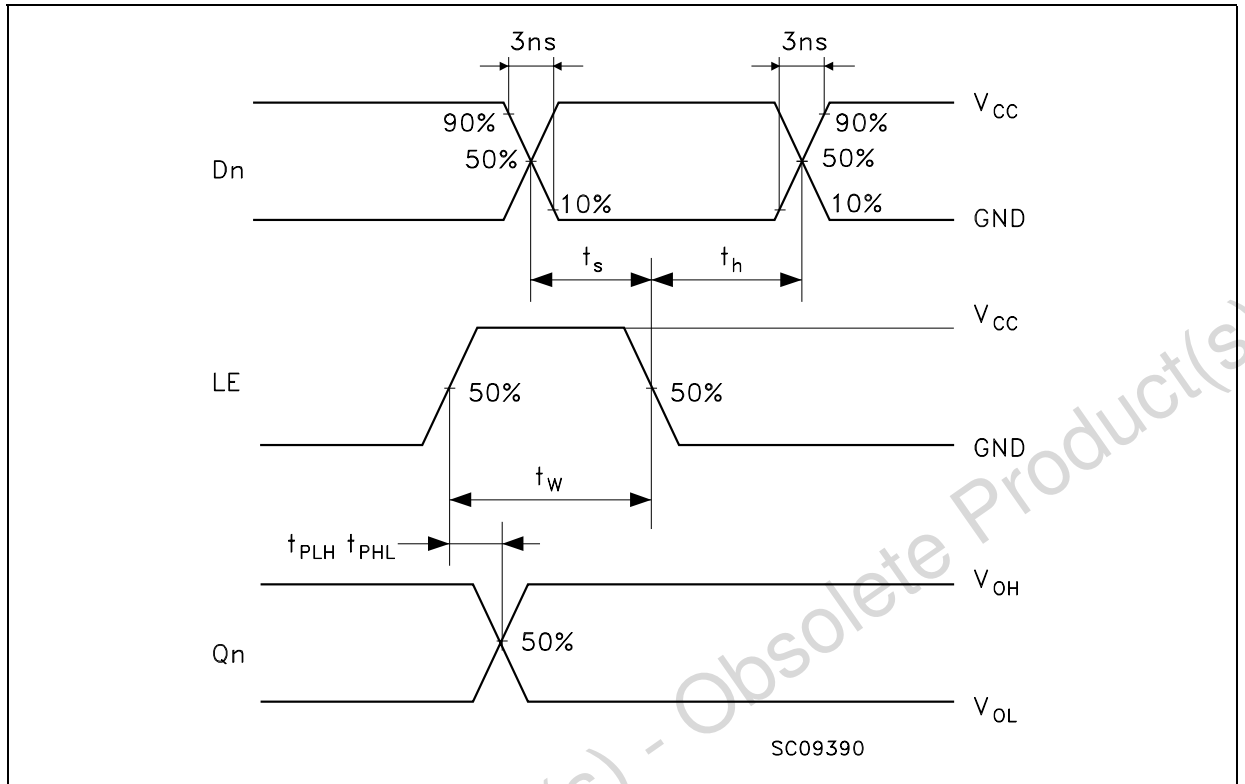 3ns 3ns
V_CC
90% 90%
Dn 50% 50%
10% 10%
GND
t_s t_h
V_CC
LE 50% 50%
GND
t_W
t_PLH t_PHL
V_OH
Qn 50%
V_OL
SC09390
(s) - Obsolete Product(s)